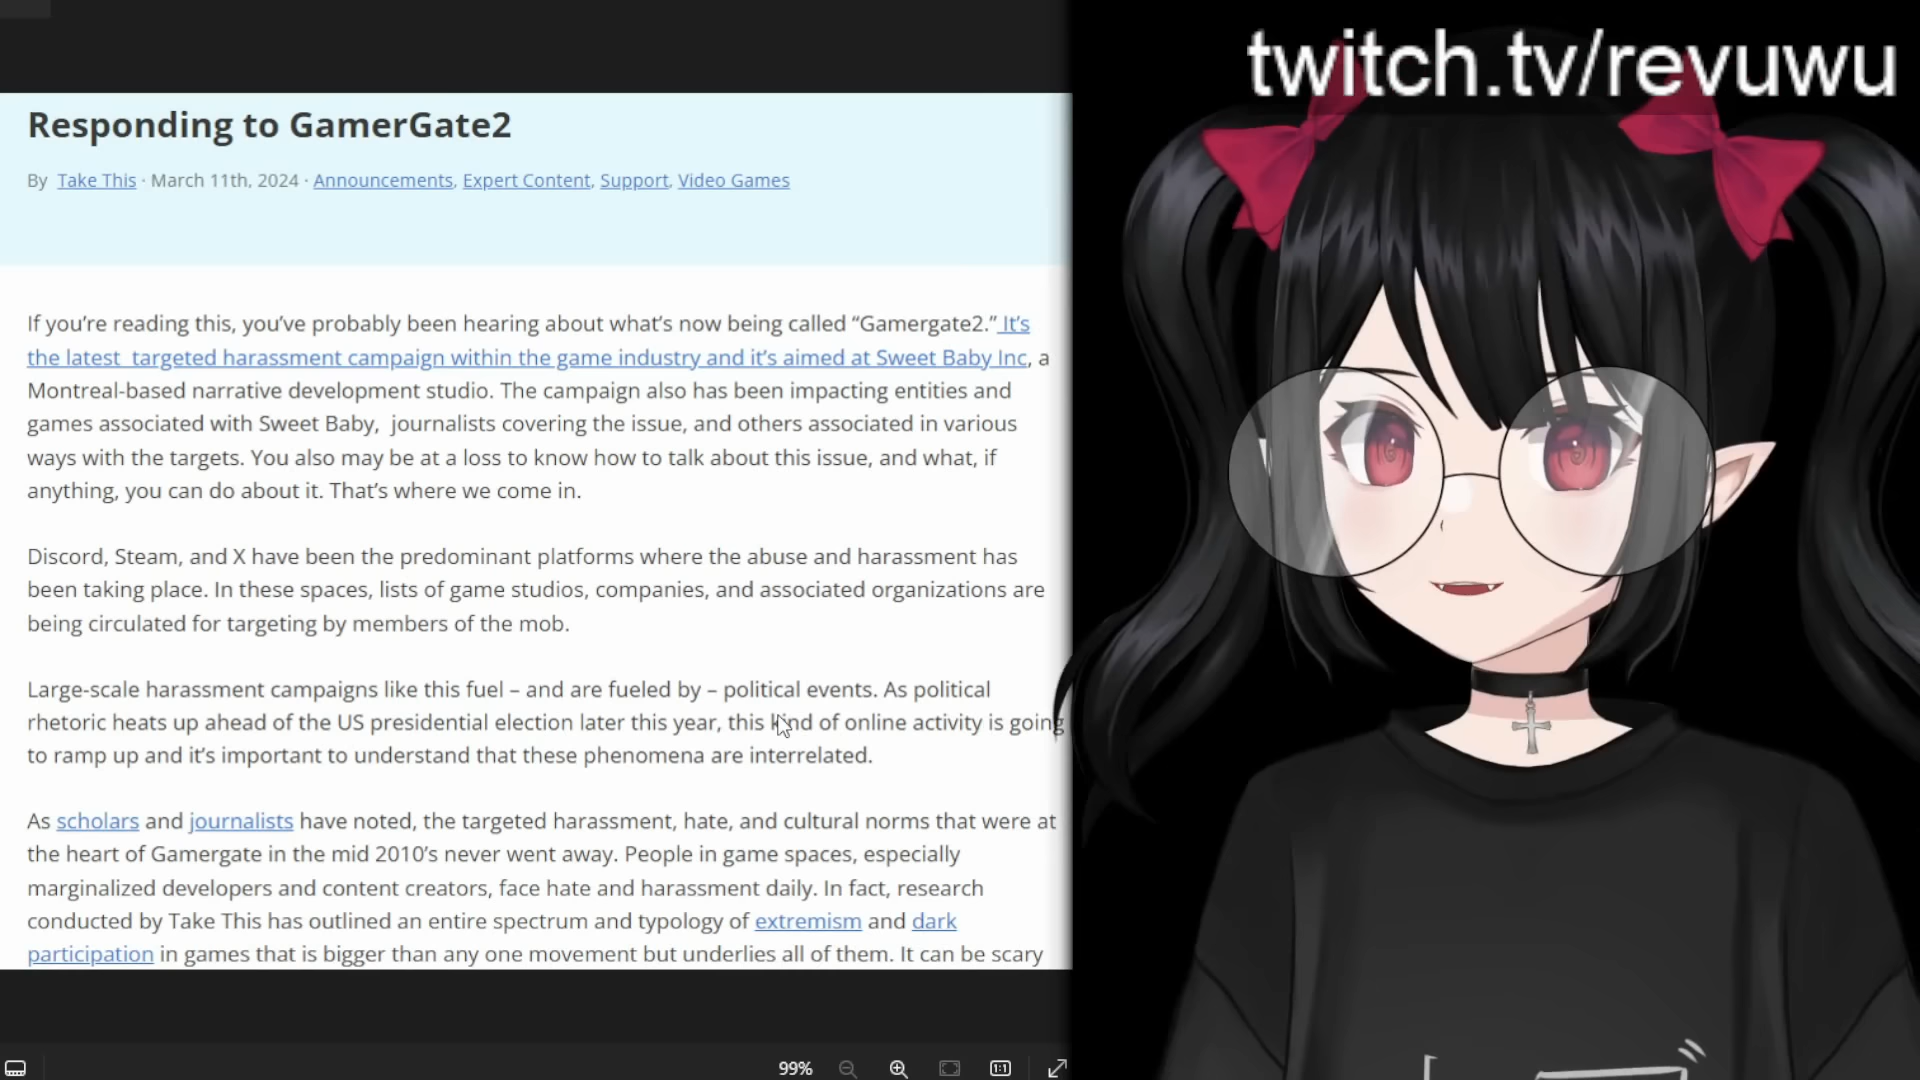 twitch.tv/revuwu
Responding to GamerGate2
By Take This · March 11th, 2024 · Announcements, Expert Content, Support, Video Games
If you’re reading this, you’ve probably been hearing about what’s now being called “Gamergate2.” It’s
the latest  targeted harassment campaign within the game industry and it’s aimed at Sweet Baby Inc, a
Montreal-based narrative development studio. The campaign also has been impacting entities and
games associated with Sweet Baby,  journalists covering the issue, and others associated in various
ways with the targets. You also may be at a loss to know how to talk about this issue, and what, if
anything, you can do about it. That’s where we come in.
Discord, Steam, and X have been the predominant platforms where the abuse and harassment has
been taking place. In these spaces, lists of game studios, companies, and associated organizations are
being circulated for targeting by members of the mob.
Large-scale harassment campaigns like this fuel – and are fueled by – political events. As political
rhetoric heats up ahead of the US presidential election later this year, this kind of online activity is going
to ramp up and it’s important to understand that these phenomena are interrelated.
As scholars and journalists have noted, the targeted harassment, hate, and cultural norms that were at
the heart of Gamergate in the mid 2010’s never went away. People in game spaces, especially
marginalized developers and content creators, face hate and harassment daily. In fact, research
conducted by Take This has outlined an entire spectrum and typology of extremism and dark
participation in games that is bigger than any one movement but underlies all of them. It can be scary
99% 1:1